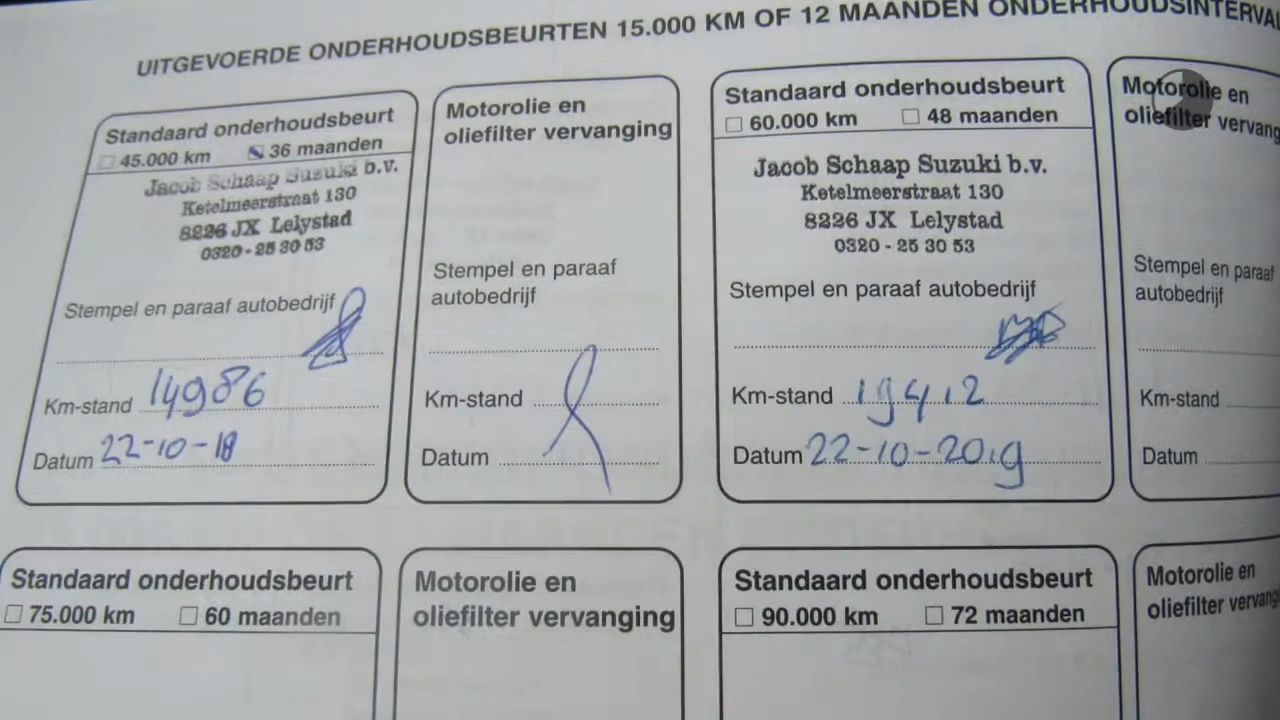 UITGEVOERDE ONDERHOUDSBEURTEN 15.000 KM OF 12 MAANDEN
Standaard onderhoudsbeurt
45.000 km 36 maanden
Jacob Schaap Suzuki b.v.
Ketelmeerstraat 130
8226 JX Lelystad
0320 - 25 30 53
Stempel en paraaf autobedrijf
Km-stand 14986
Datum 22-10-18
Motorolie en
oliefilter vervanging
Stempel en paraaf
autobedrijf
Km-stand
Datum
Standaard onderhoudsbeurt
60.000 km 48 maanden
Jacob Schaap Suzuki b.v.
Ketelmeerstraat 130
8226 JX Lelystad
0320 - 25 30 53
Stempel en paraaf autobedrijf
Km-stand 19412
Datum 22-10-2019
Motorolie en
oliefilter
Stempel en paraaf
autobedrijf
Km-stand
Datum
Standaard onderhoudsbeurt
75.000 km 60 maanden
Motorolie en
oliefilter vervanging
Standaard onderhoudsbeurt
90.000 km 72 maanden
Motorolie en
oliefilter